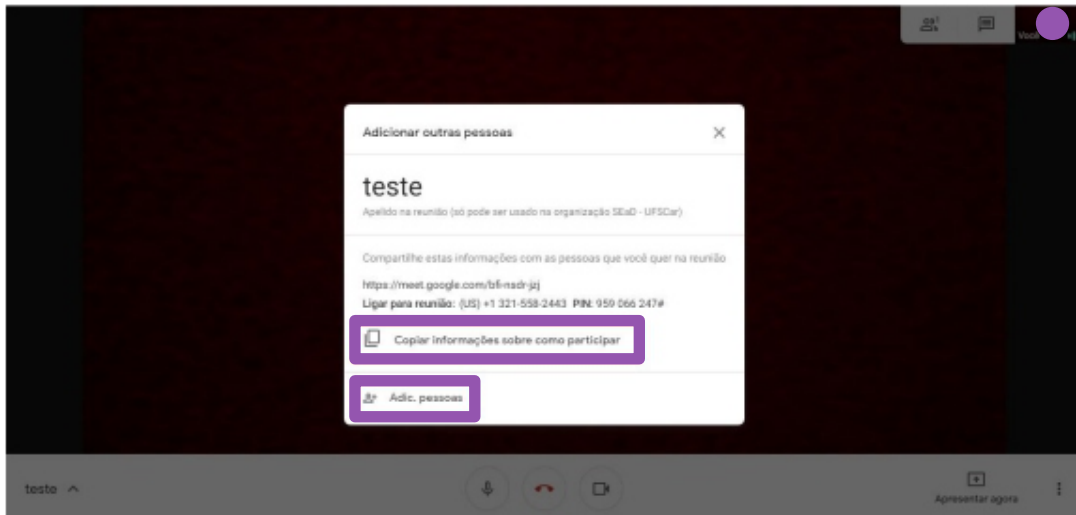 Você
Adicionar outras pessoas
teste
Apelido na reunião (só pode ser usado na organização SEaD - UFSCar)
Compartilhe estas informações com as pessoas que você quer na reunião
https://meet.google.com/bfi-nsdr-jzj
Ligar para reunião: (US) +1 321-558-2443 PIN: 959 066 247#
Copiar informações sobre como participar
Adic. pessoas
teste
Apresentar agora